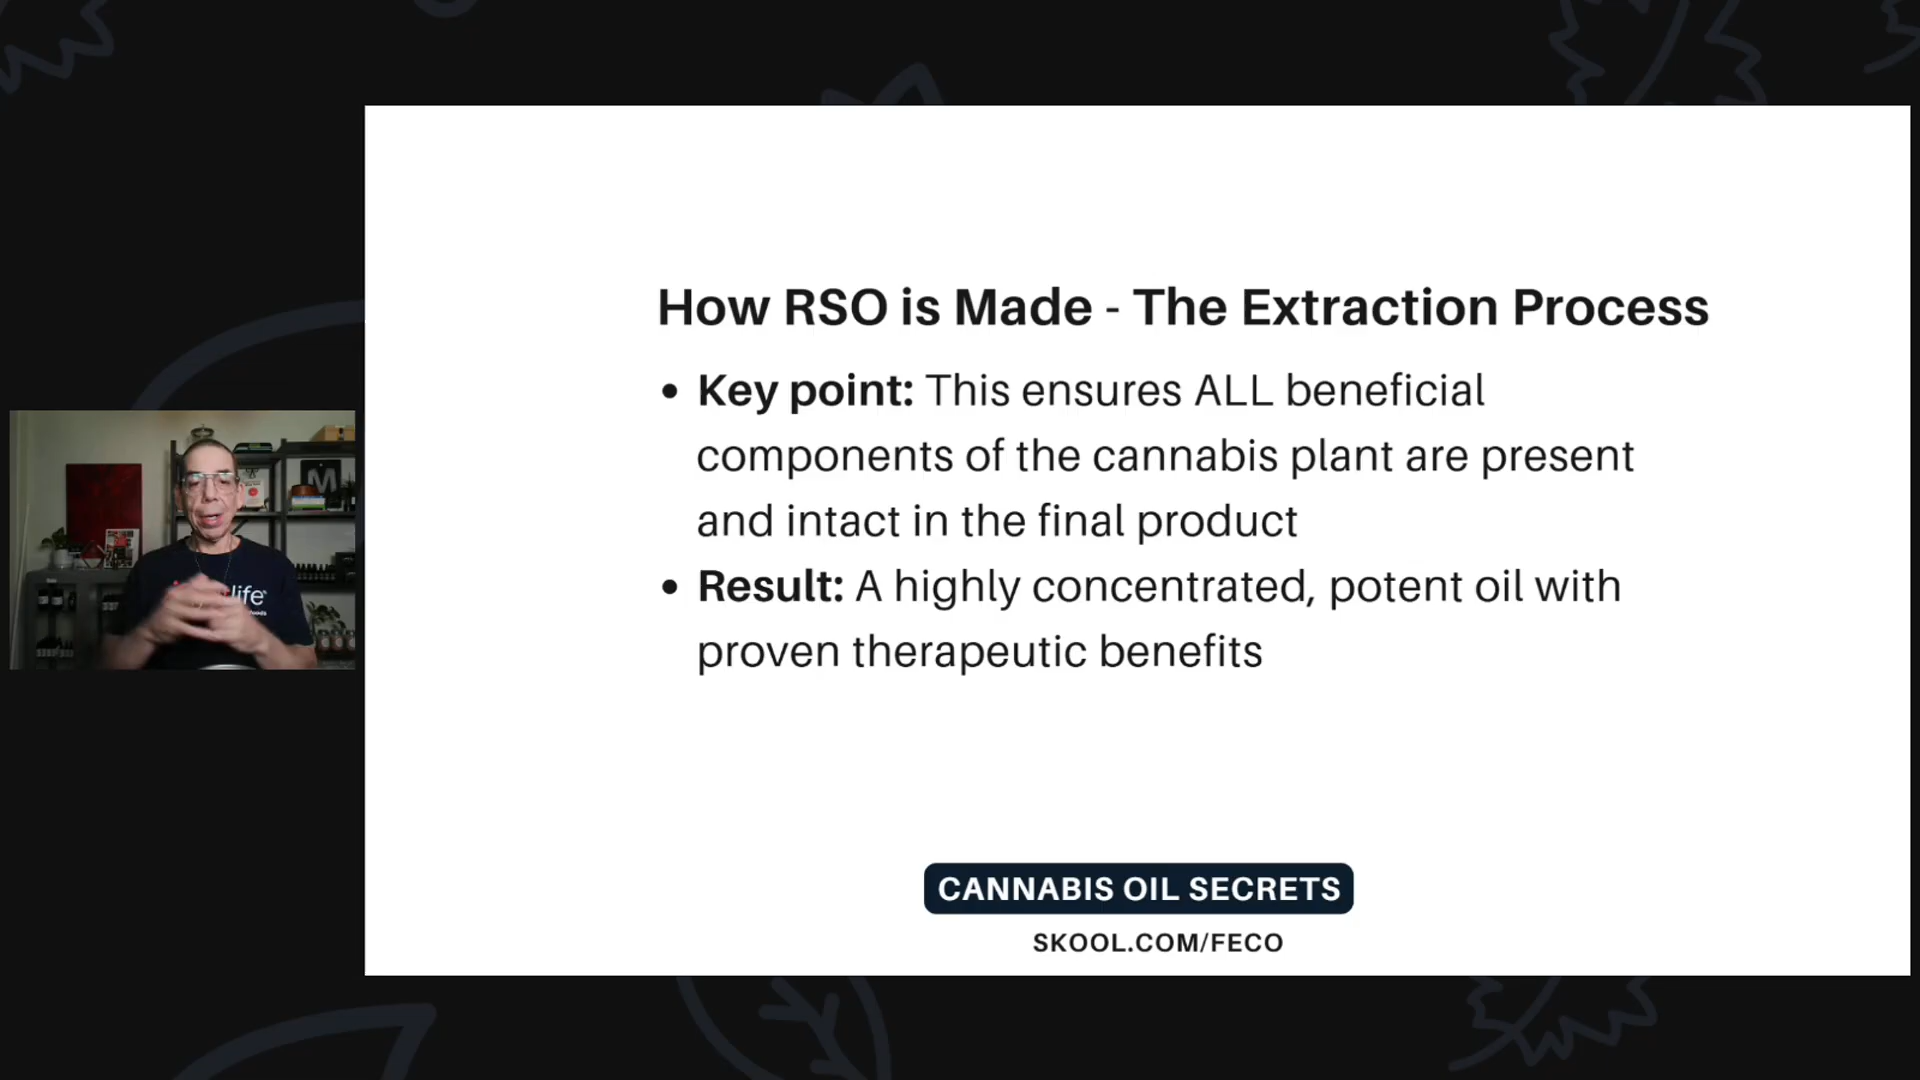 How RSO is Made - The Extraction Process
• Key point: This ensures ALL beneficial
components of the cannabis plant are present
and intact in the final product
• Result: A highly concentrated, potent oil with
proven therapeutic benefits
M
life
CANNABIS OIL SECRETS
SKOOL.COM/FECO